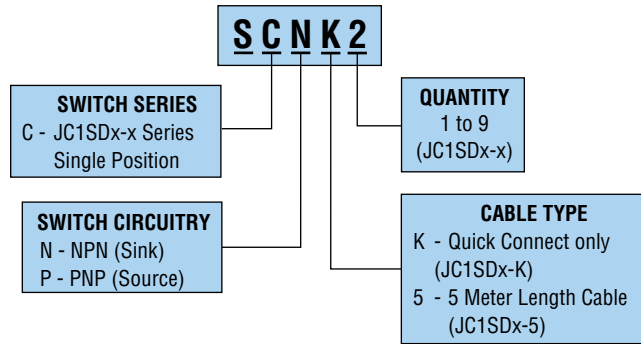 SCNK2
SWITCH SERIES
C - JC1SDx-x Series
Single Position
QUANTITY
1 to 9
(JC1SDx-x)
SWITCH CIRCUITRY
N - NPN (Sink)
P - PNP (Source)
CABLE TYPE
K - Quick Connect only
(JC1SDx-K)
5 - 5 Meter Length Cable
(JC1SDx-5)